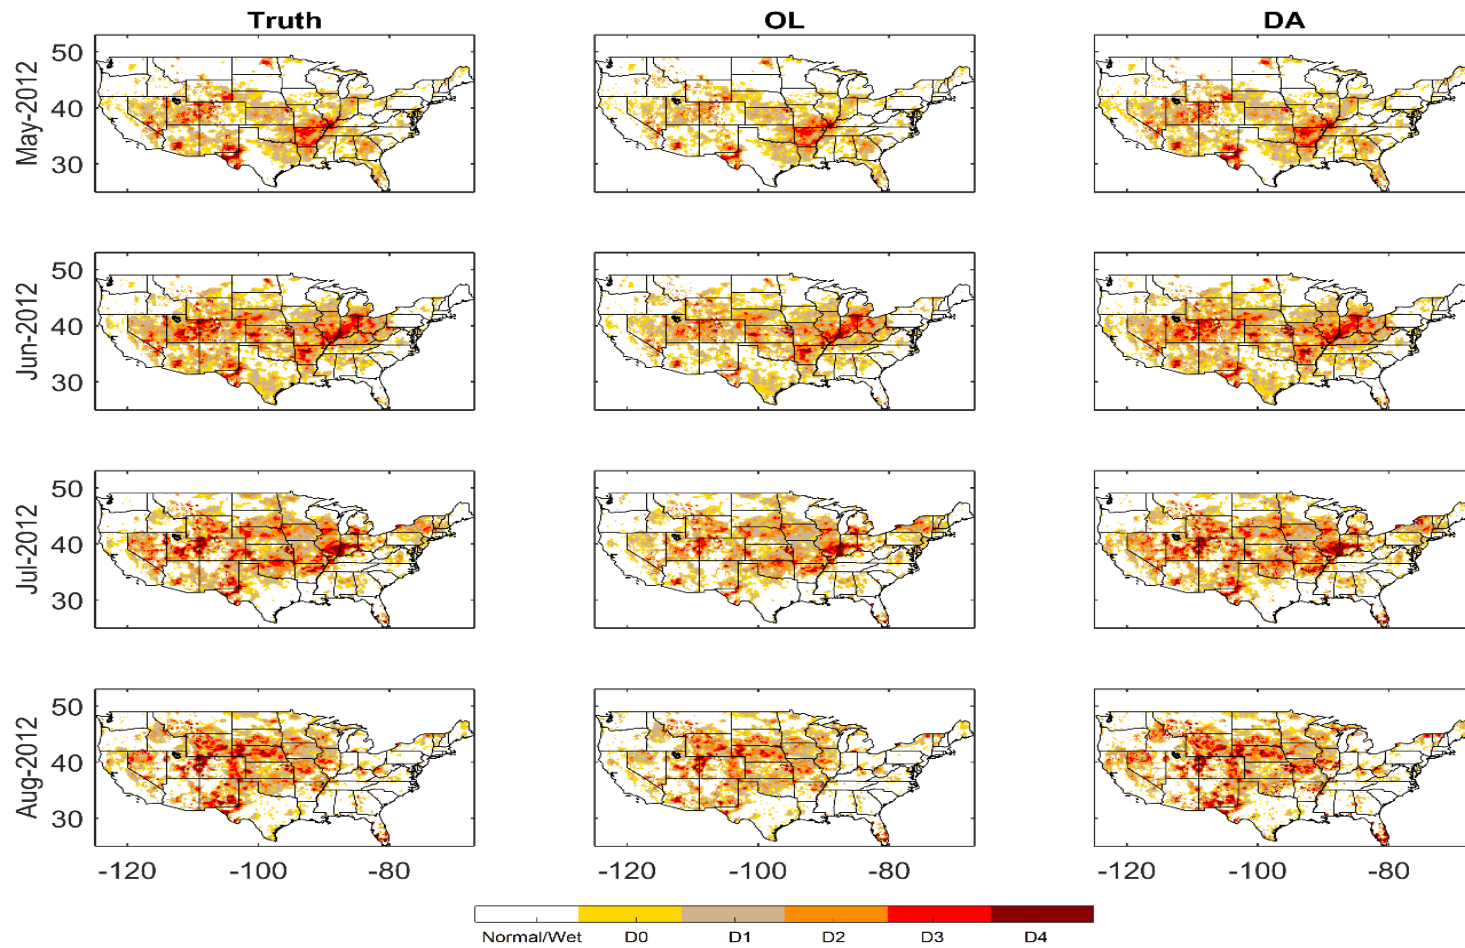 Truth OL DA
May-2012 50 40 30
Jun-2012 50 40 30
Jul-2012 50 40 30
Aug-2012 50 40 30
-120 -100 -80 -120 -100 -80 -120 -100 -80
Normal/Wet D0 D1 D2 D3 D4